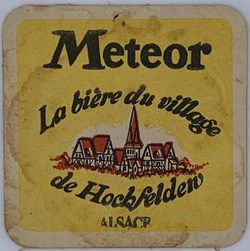 Meteor
La bière du village
de Hochfelden
ALSACE